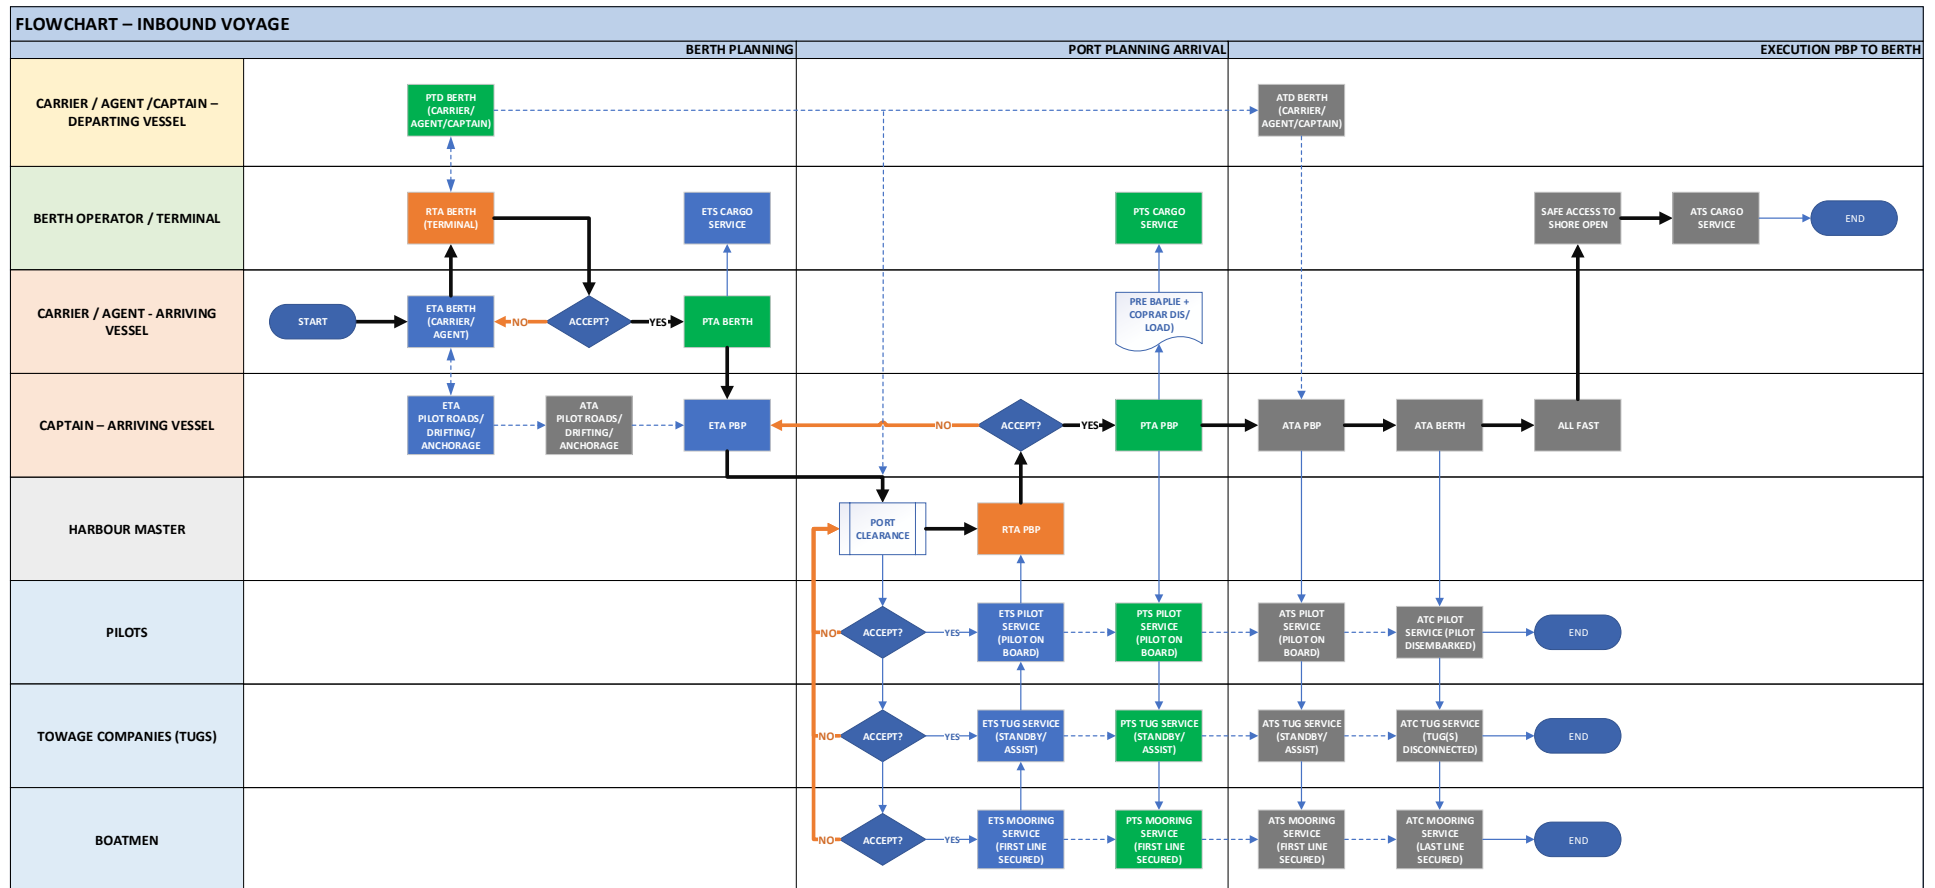 FLOWCHART – INBOUND VOYAGE
BERTH PLANNING
PORT PLANNING ARRIVAL
EXECUTION PBP TO BERTH
CARRIER / AGENT /CAPTAIN –
DEPARTING VESSEL
PTD BERTH
(CARRIER/
AGENT/CAPTAIN)
ATD BERTH
(CARRIER/
AGENT/CAPTAIN)
BERTH OPERATOR / TERMINAL
RTA BERTH
(TERMINAL)
ETS CARGO
SERVICE
PTS CARGO
SERVICE
SAFE ACCESS TO
SHORE OPEN
ATS CARGO
SERVICE
END
CARRIER / AGENT - ARRIVING
VESSEL
START
ETA BERTH
(CARRIER/
AGENT)
NO
ACCEPT?
YES
PTA BERTH
PRE BAPLIE +
COPRAR DIS/
LOAD)
CAPTAIN – ARRIVING VESSEL
ETA
PILOT ROADS/
DRIFTING/
ANCHORAGE
ATA
PILOT ROADS/
DRIFTING/
ANCHORAGE
ETA PBP
NO
ACCEPT?
YES
PTA PBP
ATA PBP
ATA BERTH
ALL FAST
HARBOUR MASTER
PORT
CLEARANCE
RTA PBP
PILOTS
NO
ACCEPT?
YES
ETS PILOT
SERVICE
(PILOT ON
BOARD)
PTS PILOT
SERVICE
(PILOT ON
BOARD)
ATS PILOT
SERVICE
(PILOT ON
BOARD)
ATC PILOT
SERVICE (PILOT
DISEMBARKED)
END
TOWAGE COMPANIES (TUGS)
NO
ACCEPT?
YES
ETS TUG SERVICE
(STANDBY/
ASSIST)
PTS TUG SERVICE
(STANDBY/
ASSIST)
ATS TUG SERVICE
(STANDBY/
ASSIST)
ATC TUG SERVICE
(TUG(S)
DISCONNECTED)
END
BOATMEN
NO
ACCEPT?
YES
ETS MOORING
SERVICE
(FIRST LINE
SECURED)
PTS MOORING
SERVICE
(FIRST LINE
SECURED)
ATS MOORING
SERVICE
(FIRST LINE
SECURED)
ATC MOORING
SERVICE
(LAST LINE
SECURED)
END